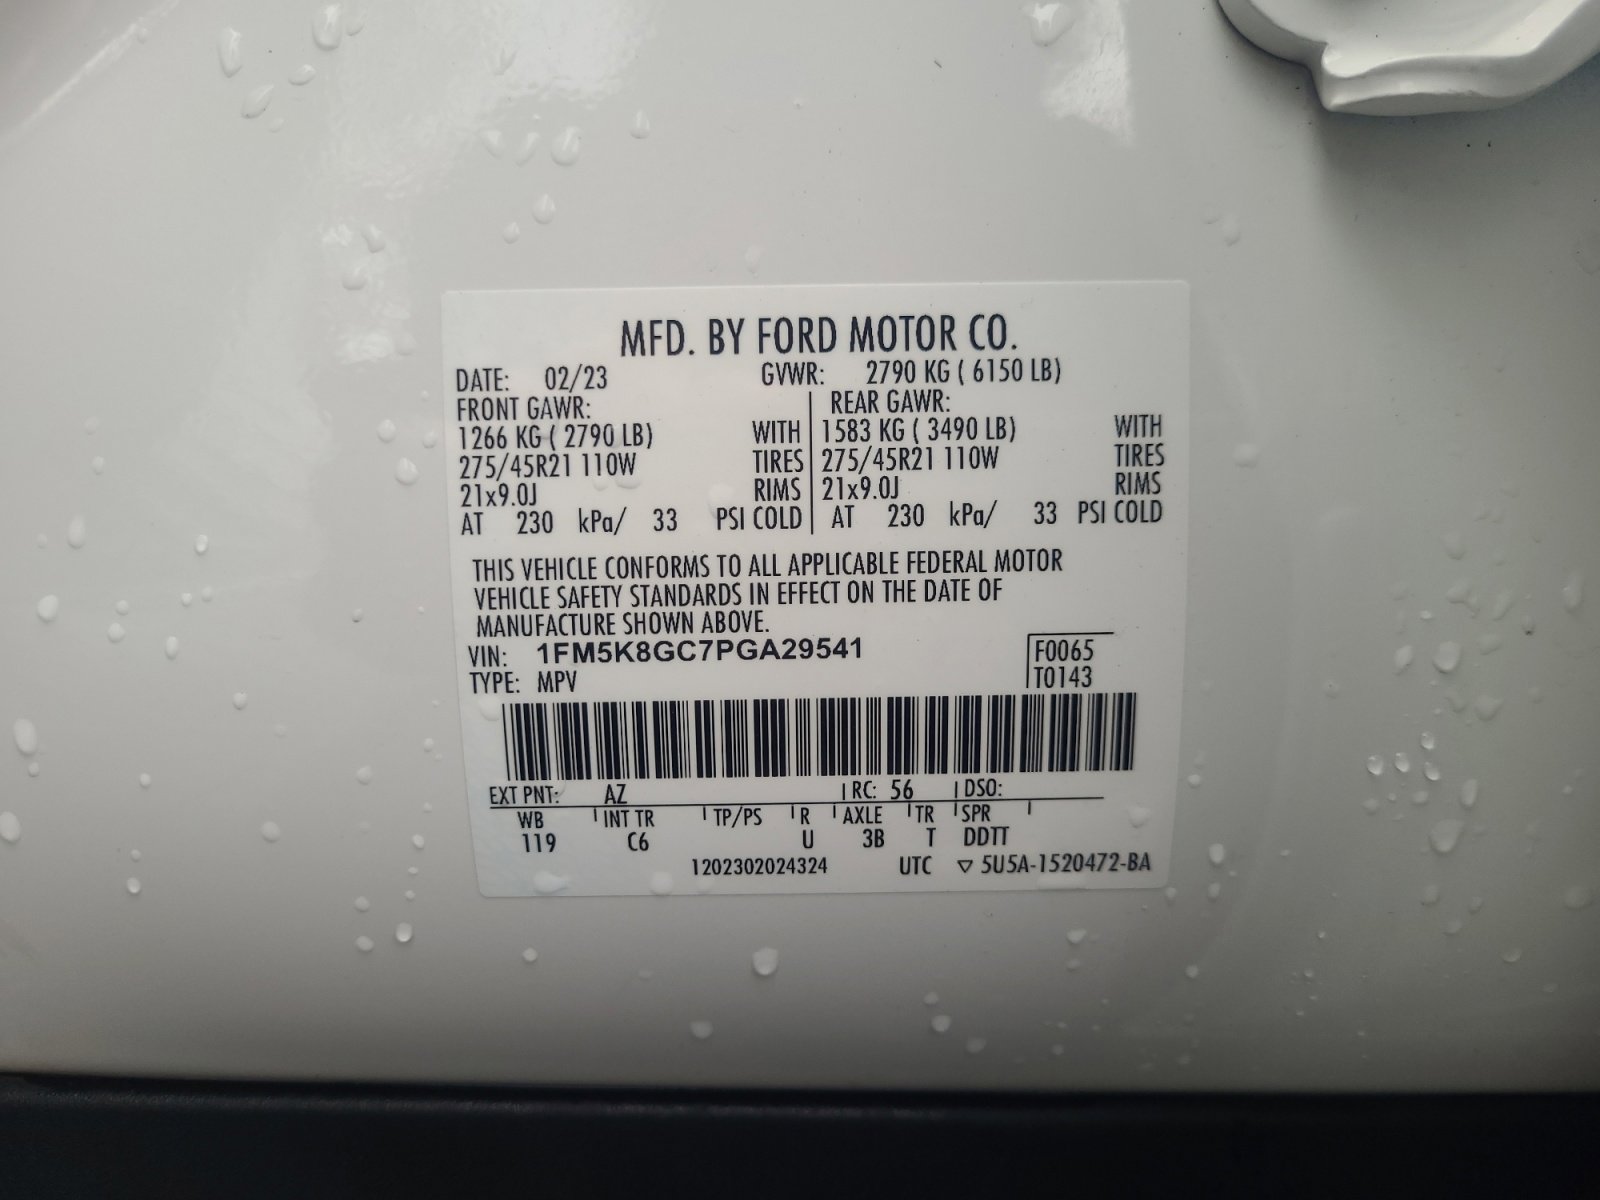 MFD. BY FORD MOTOR CO.
DATE: 02/23 GVWR: 2790 KG ( 6150 LB)
FRONT GAWR: REAR GAWR:
1266 KG ( 2790 LB) WITH 1583 KG ( 3490 LB) WITH
275/45R21 110W TIRES 275/45R21 110W TIRES
21x9.0J RIMS 21x9.0J RIMS
AT 230 kPa/ 33 PSI COLD AT 230 kPa/ 33 PSI COLD
THIS VEHICLE CONFORMS TO ALL APPLICABLE FEDERAL MOTOR
VEHICLE SAFETY STANDARDS IN EFFECT ON THE DATE OF
MANUFACTURE SHOWN ABOVE.
VIN: 1FM5K8GC7PGA29541 F0065
TYPE: MPV T0143
EXT PNT: AZ RC: 56 DSO:
WB INT TR TP/PS R AXLE TR SPR
119 C6 U 3B T DDTT
1202302024324 UTC ▽ 5U5A-1520472-BA